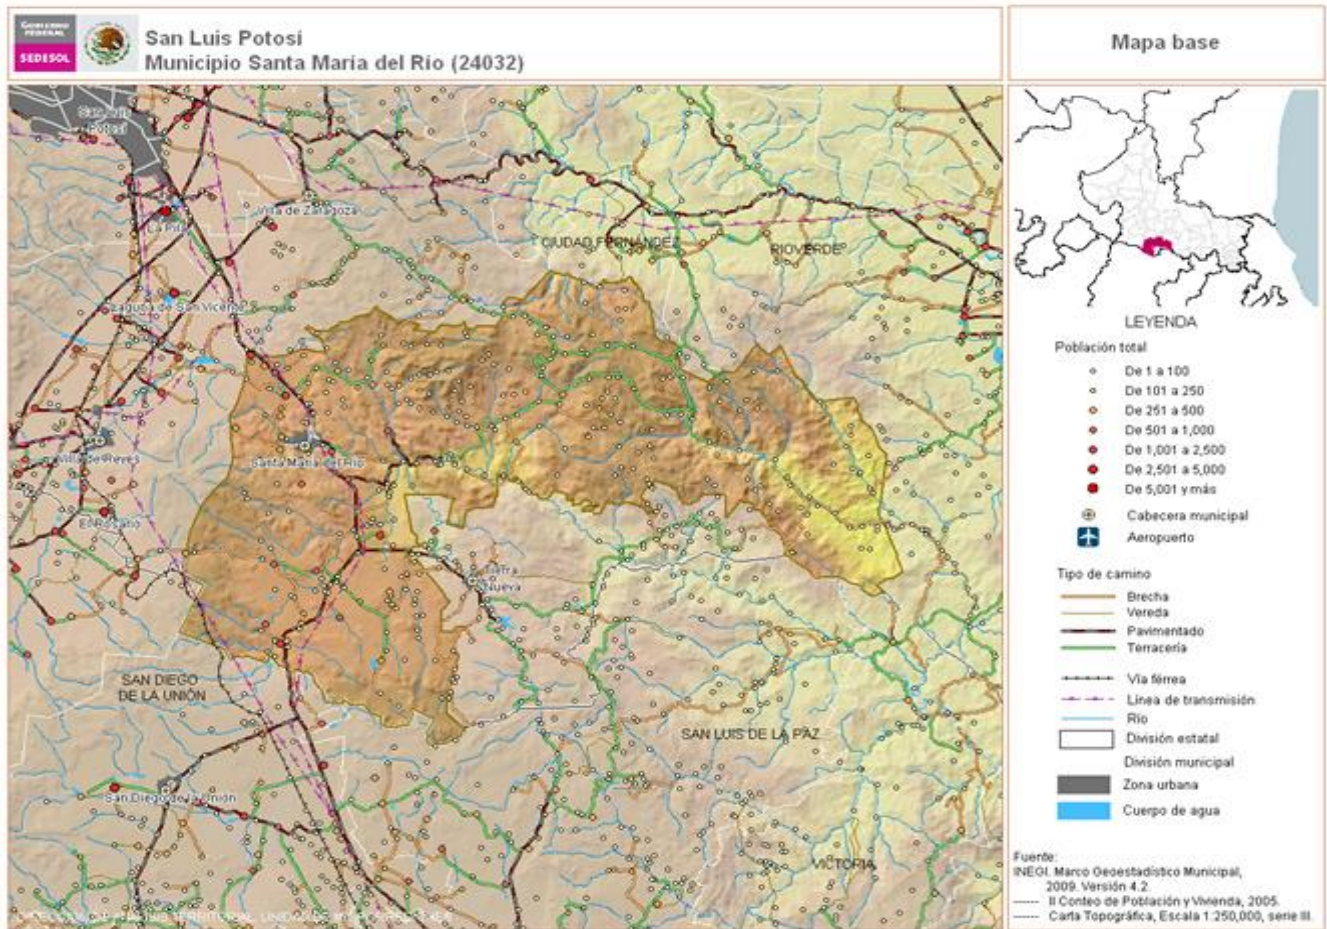 GOBIERNO
FEDERAL
SEDESOL
San Luis Potosí
Municipio Santa María del Río (24032)
Mapa base
San Luis
Potosí
Villa de Zaragoza
La Pila
CIUDAD FERNÁNDEZ
RIOVERDE
Laguna de San Vicente
Villa de Reyes
Santa María del Río
El Rosario
Tierra
Nueva
SAN DIEGO
DE LA UNIÓN
SAN LUIS DE LA PAZ
San Diego de la Unión
VICTORIA
LEYENDA
Población total
De 1 a 100
De 101 a 250
De 251 a 500
De 501 a 1,000
De 1,001 a 2,500
De 2,501 a 5,000
De 5,001 y más
Cabecera municipal
Aeropuerto
Tipo de camino
Brecha
Vereda
Pavimentado
Terracería
Vía férrea
Línea de transmisión
Río
División estatal
División municipal
Zona urbana
Cuerpo de agua
Fuente:
INEGI. Marco Geoestadístico Municipal,
2009. Versión 4.2.
II Conteo de Población y Vivienda, 2005.
Carta Topográfica, Escala 1:250,000, serie III.